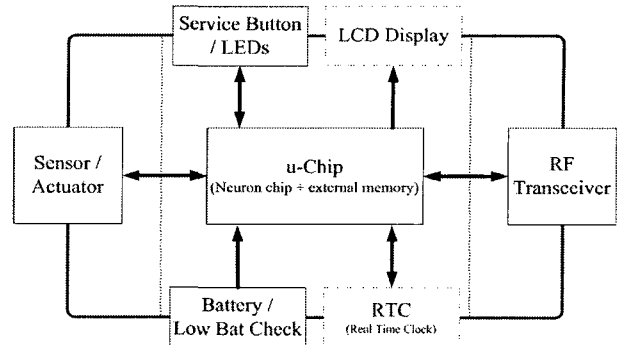 Service Button
/ LEDs
LCD Display
Sensor /
Actuator
u-Chip
(Neuron chip + external memory)
RF
Transceiver
Battery /
Low Bat Check
RTC
(Real Time Clock)